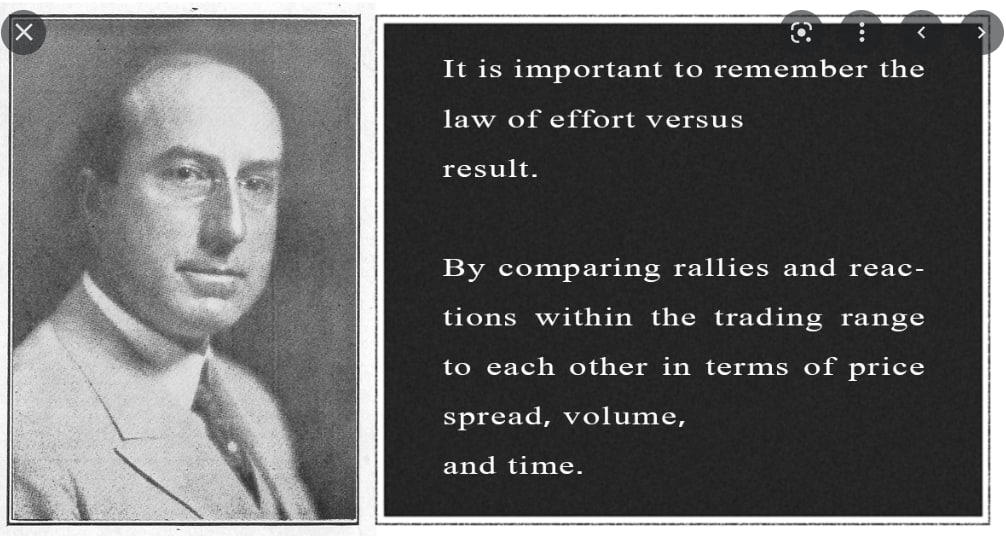 It is important to remember the
law of effort versus
result.
By comparing rallies and reac-
tions within the trading range
to each other in terms of price
spread, volume,
and time.